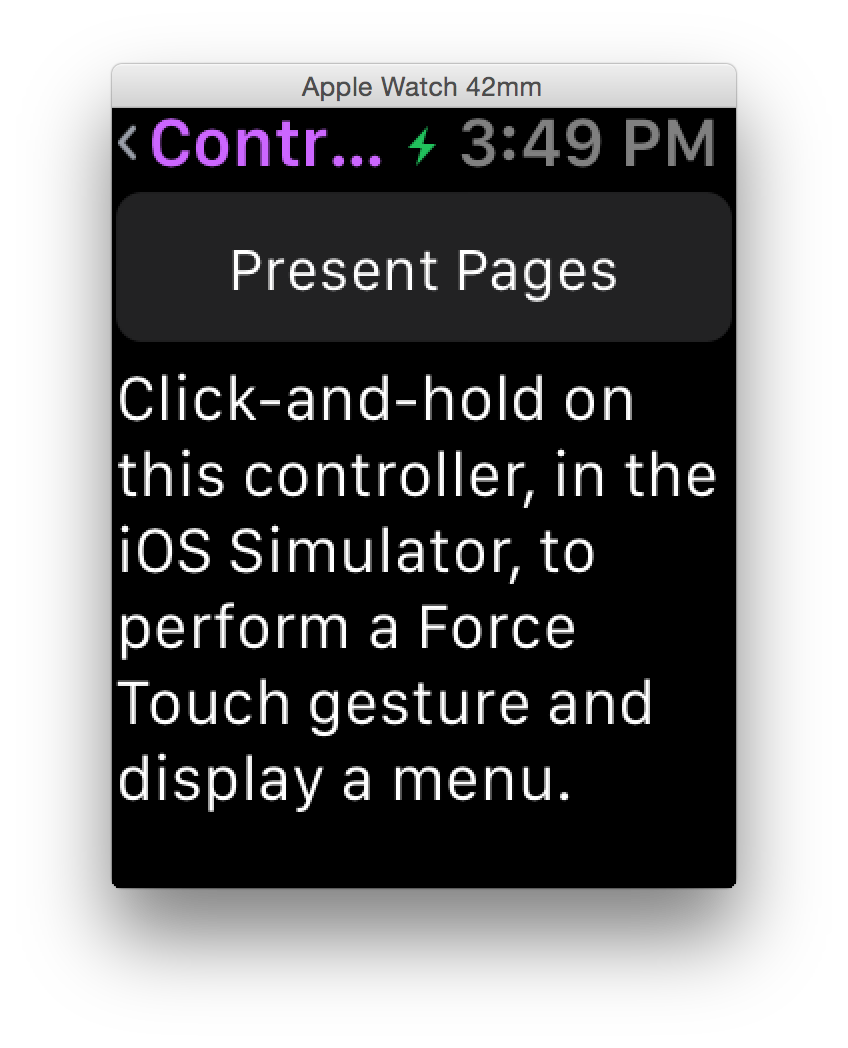 Apple Watch 42mm
Contr... 3:49 PM
Present Pages
Click-and-hold on
this controller, in the
iOS Simulator, to
perform a Force
Touch gesture and
display a menu.